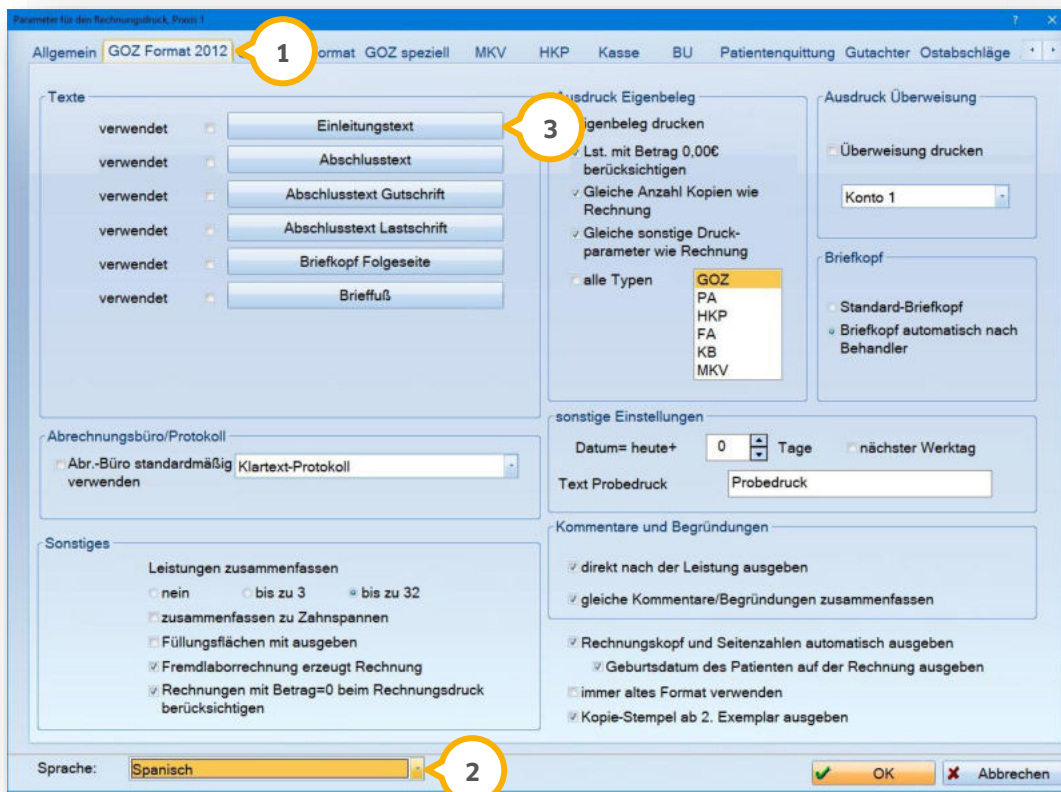 Parameter für den Rechnungsdruck, Praxis 1
? X
Allgemein GOZ Format 2012 1 ormat GOZ speziell MKV HKP Kasse BU Patientenquittung Gutachter Ostabschläge
Texte
verwendet Einleitungstext 3
verwendet Abschlusstext
verwendet Abschlusstext Gutschrift
verwendet Abschlusstext Lastschrift
verwendet Briefkopf Folgeseite
verwendet Brieffuß
Abrechnungsbüro/Protokoll
Abr.-Büro standardmäßig
verwenden
Klartext-Protokoll
Sonstiges
Leistungen zusammenfassen
nein bis zu 3 bis zu 32
zusammenfassen zu Zahnspannen
Füllungsflächen mit ausgeben
Fremdlaborrechnung erzeugt Rechnung
Rechnungen mit Betrag=0 beim Rechnungsdruck
berücksichtigen
Ausdruck Eigenbeleg
igenbeleg drucken
Lst. mit Betrag 0,00€
berücksichtigen
Gleiche Anzahl Kopien wie
Rechnung
Gleiche sonstige Druck-
parameter wie Rechnung
alle Typen
GOZ
PA
HKP
FA
KB
MKV
Ausdruck Überweisung
Überweisung drucken
Konto 1
Briefkopf
Standard-Briefkopf
Briefkopf automatisch nach
Behandler
sonstige Einstellungen
Datum= heute+ 0 Tage nächster Werktag
Text Probedruck Probedruck
Kommentare und Begründungen
direkt nach der Leistung ausgeben
gleiche Kommentare/Begründungen zusammenfassen
Rechnungskopf und Seitenzahlen automatisch ausgeben
Geburtsdatum des Patienten auf der Rechnung ausgeben
immer altes Format verwenden
Kopie-Stempel ab 2. Exemplar ausgeben
Sprache: Spanisch 2
OK Abbrechen